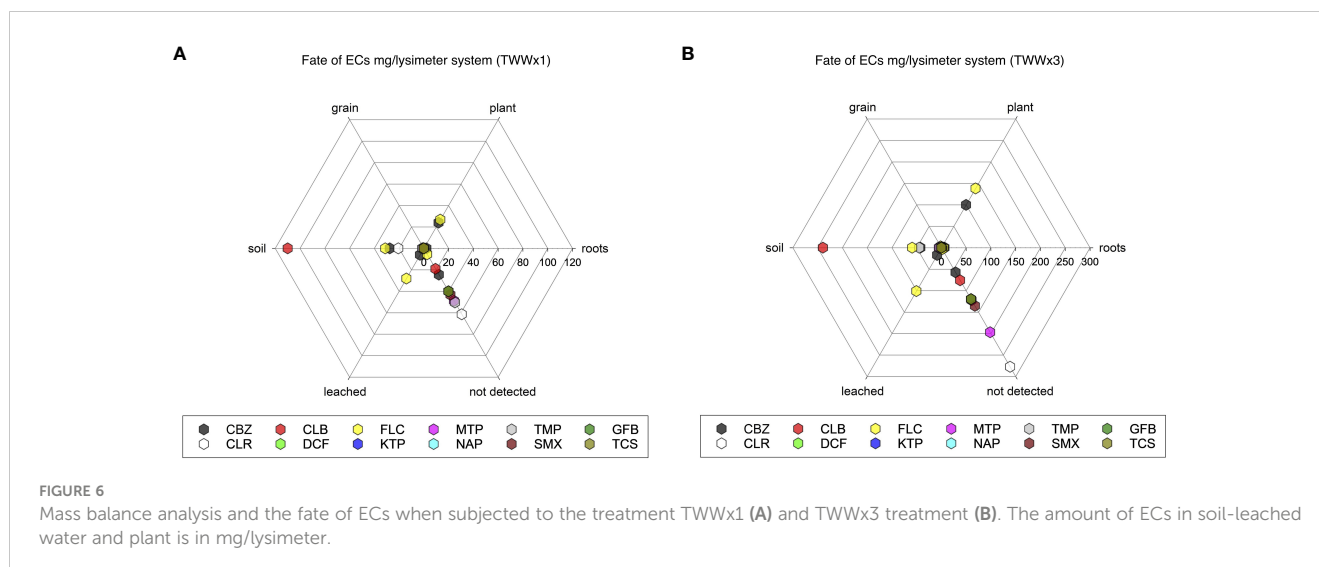 A
Fate of ECs mg/lysimeter system (TWWx1)
grain
plant
soil
roots
0 20 40 60 80 100 120
leached
not detected
CBZ CLB FLC MTP TMP GFB
CLR DCF KTP NAP SMX TCS
B
Fate of ECs mg/lysimeter system (TWWx3)
grain
plant
soil
roots
0 50 100 150 200 250 300
leached
not detected
CBZ CLB FLC MTP TMP GFB
CLR DCF KTP NAP SMX TCS
FIGURE 6
Mass balance analysis and the fate of ECs when subjected to the treatment TWWx1 (A) and TWWx3 treatment (B). The amount of ECs in soil-leached
water and plant is in mg/lysimeter.